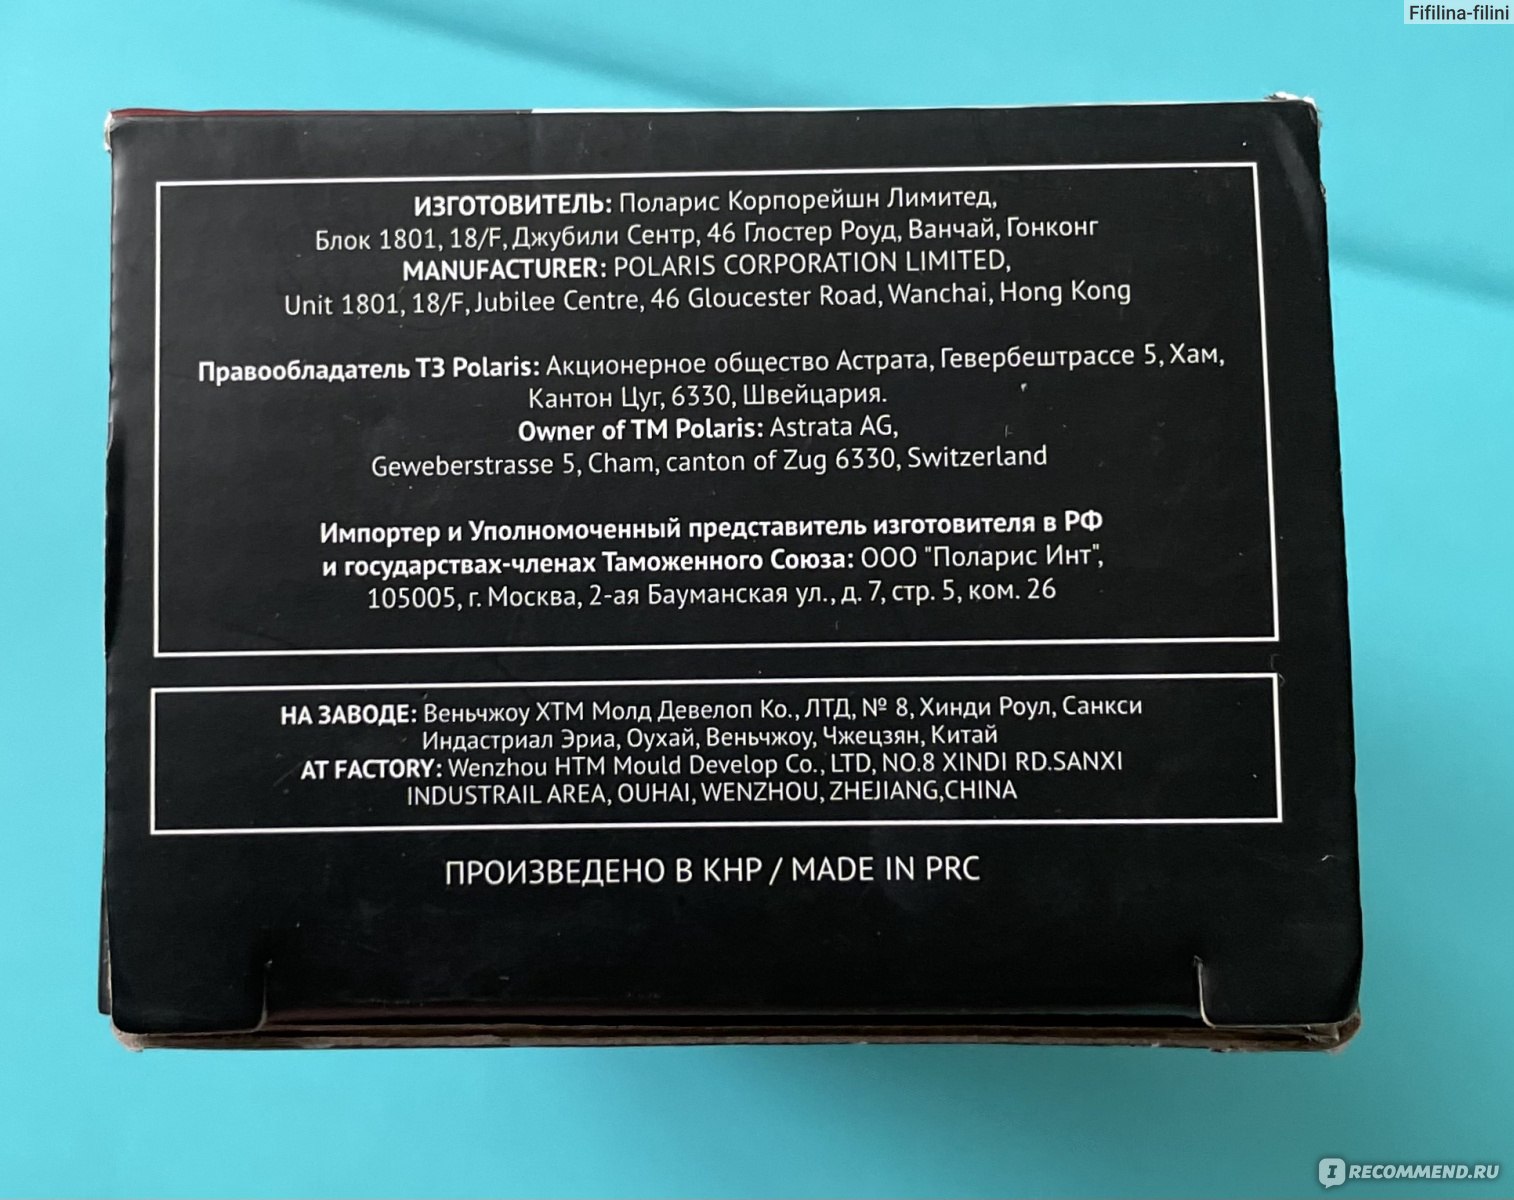 Fifilina-filini
ИЗГОТОВИТЕЛЬ: Поларис Корпорейшн Лимитед,
Блок 1801, 18/F, Джубили Сентр, 46 Глостер Роуд, Ванчай, Гонконг
MANUFACTURER: POLARIS CORPORATION LIMITED,
Unit 1801, 18/F, Jubilee Centre, 46 Gloucester Road, Wanchai, Hong Kong
Правообладатель ТЗ Polaris: Акционерное общество Астрата, Гевербештрассе 5, Хам,
Кантон Цуг, 6330, Швейцария.
Owner of TM Polaris: Astrata AG,
Geweberstrasse 5, Cham, canton of Zug 6330, Switzerland
Импортер и Уполномоченный представитель изготовителя в РФ
и государствах-членах Таможенного Союза: ООО "Поларис Инт",
105005, г. Москва, 2-ая Бауманская ул., д. 7, стр. 5, ком. 26
НА ЗАВОДЕ: Веньчжоу ХТМ Молд Девелоп Ко., ЛТД, № 8, Хинди Роул, Санкси
Индастриал Эриа, Оухай, Веньчжоу, Чжецзян, Китай
AT FACTORY: Wenzhou HTM Mould Develop Co., LTD, NO.8 XINDI RD.SANXI
INDUSTRAIL AREA, OUHAI, WENZHOU, ZHEJIANG,CHINA
ПРОИЗВЕДЕНО В КНР / MADE IN PRC
IRECOMMEND.RU